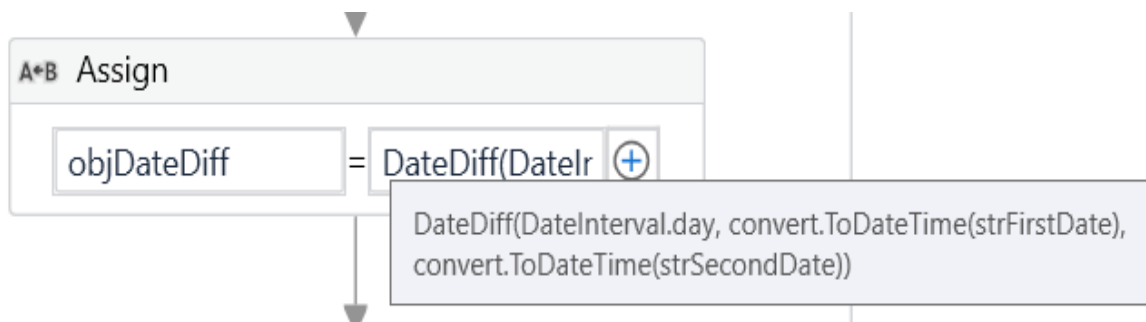 A←B Assign
objDateDiff = DateDiff(DateIr
DateDiff(DateInterval.day, convert.ToDateTime(strFirstDate),
convert.ToDateTime(strSecondDate))